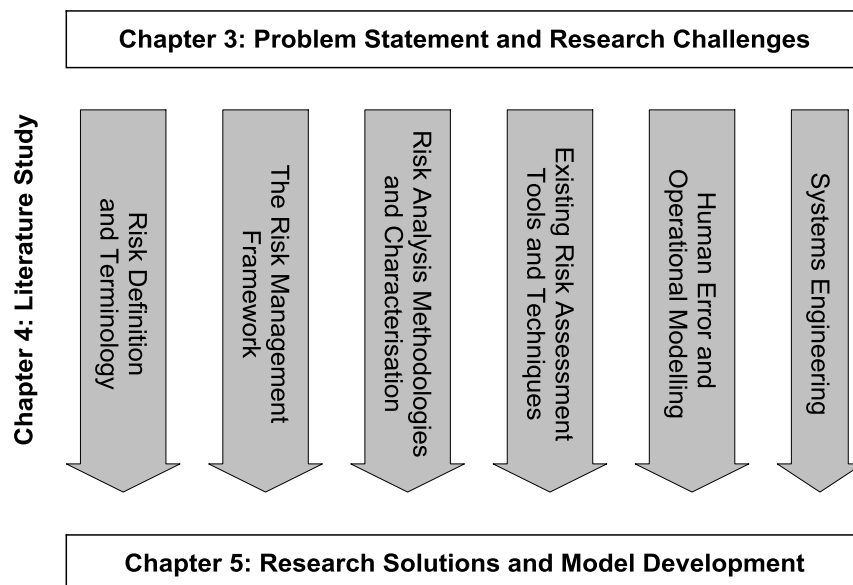 Chapter 3: Problem Statement and Research Challenges
Chapter 4: Literature Study
Risk Definition
and Terminology
The Risk Management
Framework
Risk Analysis Methodologies
and Characterisation
Existing Risk Assessment
Tools and Techniques
Human Error and
Operational Modelling
Systems Engineering
Chapter 5: Research Solutions and Model Development